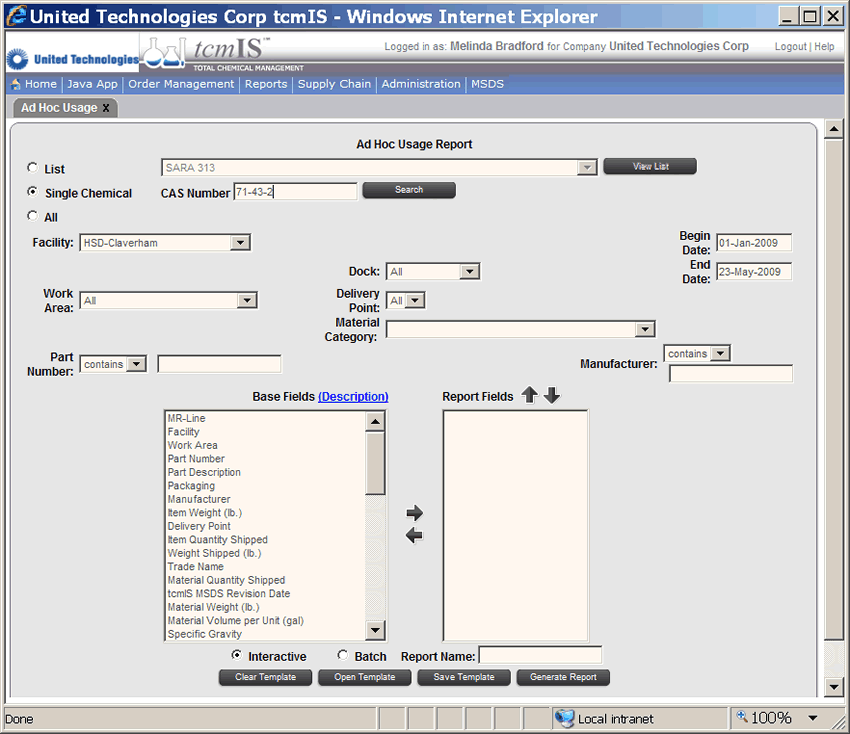 United Technologies Corp tcmIS - Windows Internet Explorer
United Technologies
tcmIS™
TOTAL CHEMICAL MANAGEMENT
Logged in as: Melinda Bradford for Company United Technologies Corp
Logout | Help
Home | Java App | Order Management | Reports | Supply Chain | Administration | MSDS
Ad Hoc Usage x
Ad Hoc Usage Report
List
SARA 313
View List
Single Chemical
CAS Number
71-43-2
Search
All
Facility:
HSD-Claverham
Begin Date:
01-Jan-2009
Dock:
All
End Date:
23-May-2009
Work Area:
All
Delivery Point:
All
Material Category:
Part Number:
contains
Manufacturer:
contains
Base Fields (Description)
Report Fields
MR-Line
Facility
Work Area
Part Number
Part Description
Packaging
Manufacturer
Item Weight (lb.)
Delivery Point
Item Quantity Shipped
Weight Shipped (lb.)
Trade Name
Material Quantity Shipped
tcmIS MSDS Revision Date
Material Weight (lb.)
Material Volume per Unit (gal)
Specific Gravity
Interactive
Batch
Report Name:
Clear Template
Open Template
Save Template
Generate Report
Done
Local intranet
100%